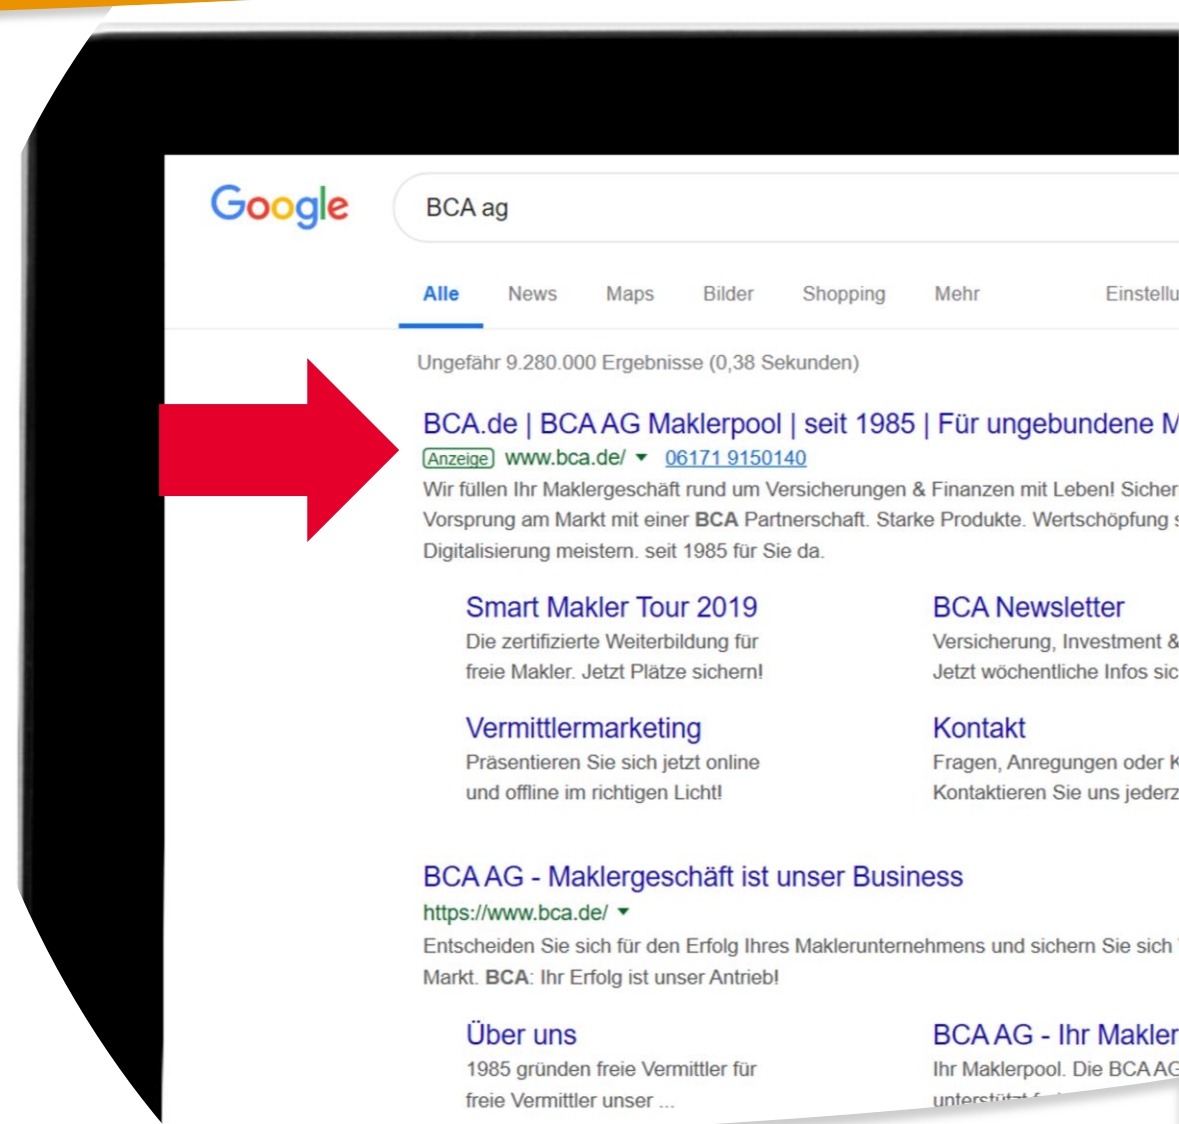 Google
BCA ag
Alle News Maps Bilder Shopping Mehr
Ungefähr 9.280.000 Ergebnisse (0,38 Sekunden)
BCA.de | BCA AG Maklerpool | seit 1985 | Für ungebundene
Anzeige www.bca.de/ 06171 9150140
Wir füllen Ihr Maklergeschäft rund um Versicherungen & Finanzen mit Leben! Sicher
Vorsprung am Markt mit einer BCA Partnerschaft. Starke Produkte. Wertschöpfung
Digitalisierung meistern. seit 1985 für Sie da.
Smart Makler Tour 2019
Die zertifizierte Weiterbildung für
freie Makler. Jetzt Plätze sichern!
BCA Newsletter
Versicherung, Investment &
Jetzt wöchentliche Infos sic
Vermittlermarketing
Präsentieren Sie sich jetzt online
und offline im richtigen Licht!
Kontakt
Fragen, Anregungen oder K
Kontaktieren Sie uns jederz
BCA AG - Maklergeschäft ist unser Business
https://www.bca.de/
Entscheiden Sie sich für den Erfolg Ihres Maklerunternehmens und sichern Sie sich
Markt. BCA: Ihr Erfolg ist unser Antrieb!
Über uns
1985 gründen freie Vermittler für
freie Vermittler unser ...
BCA AG - Ihr Makler
Ihr Maklerpool. Die BCA AG